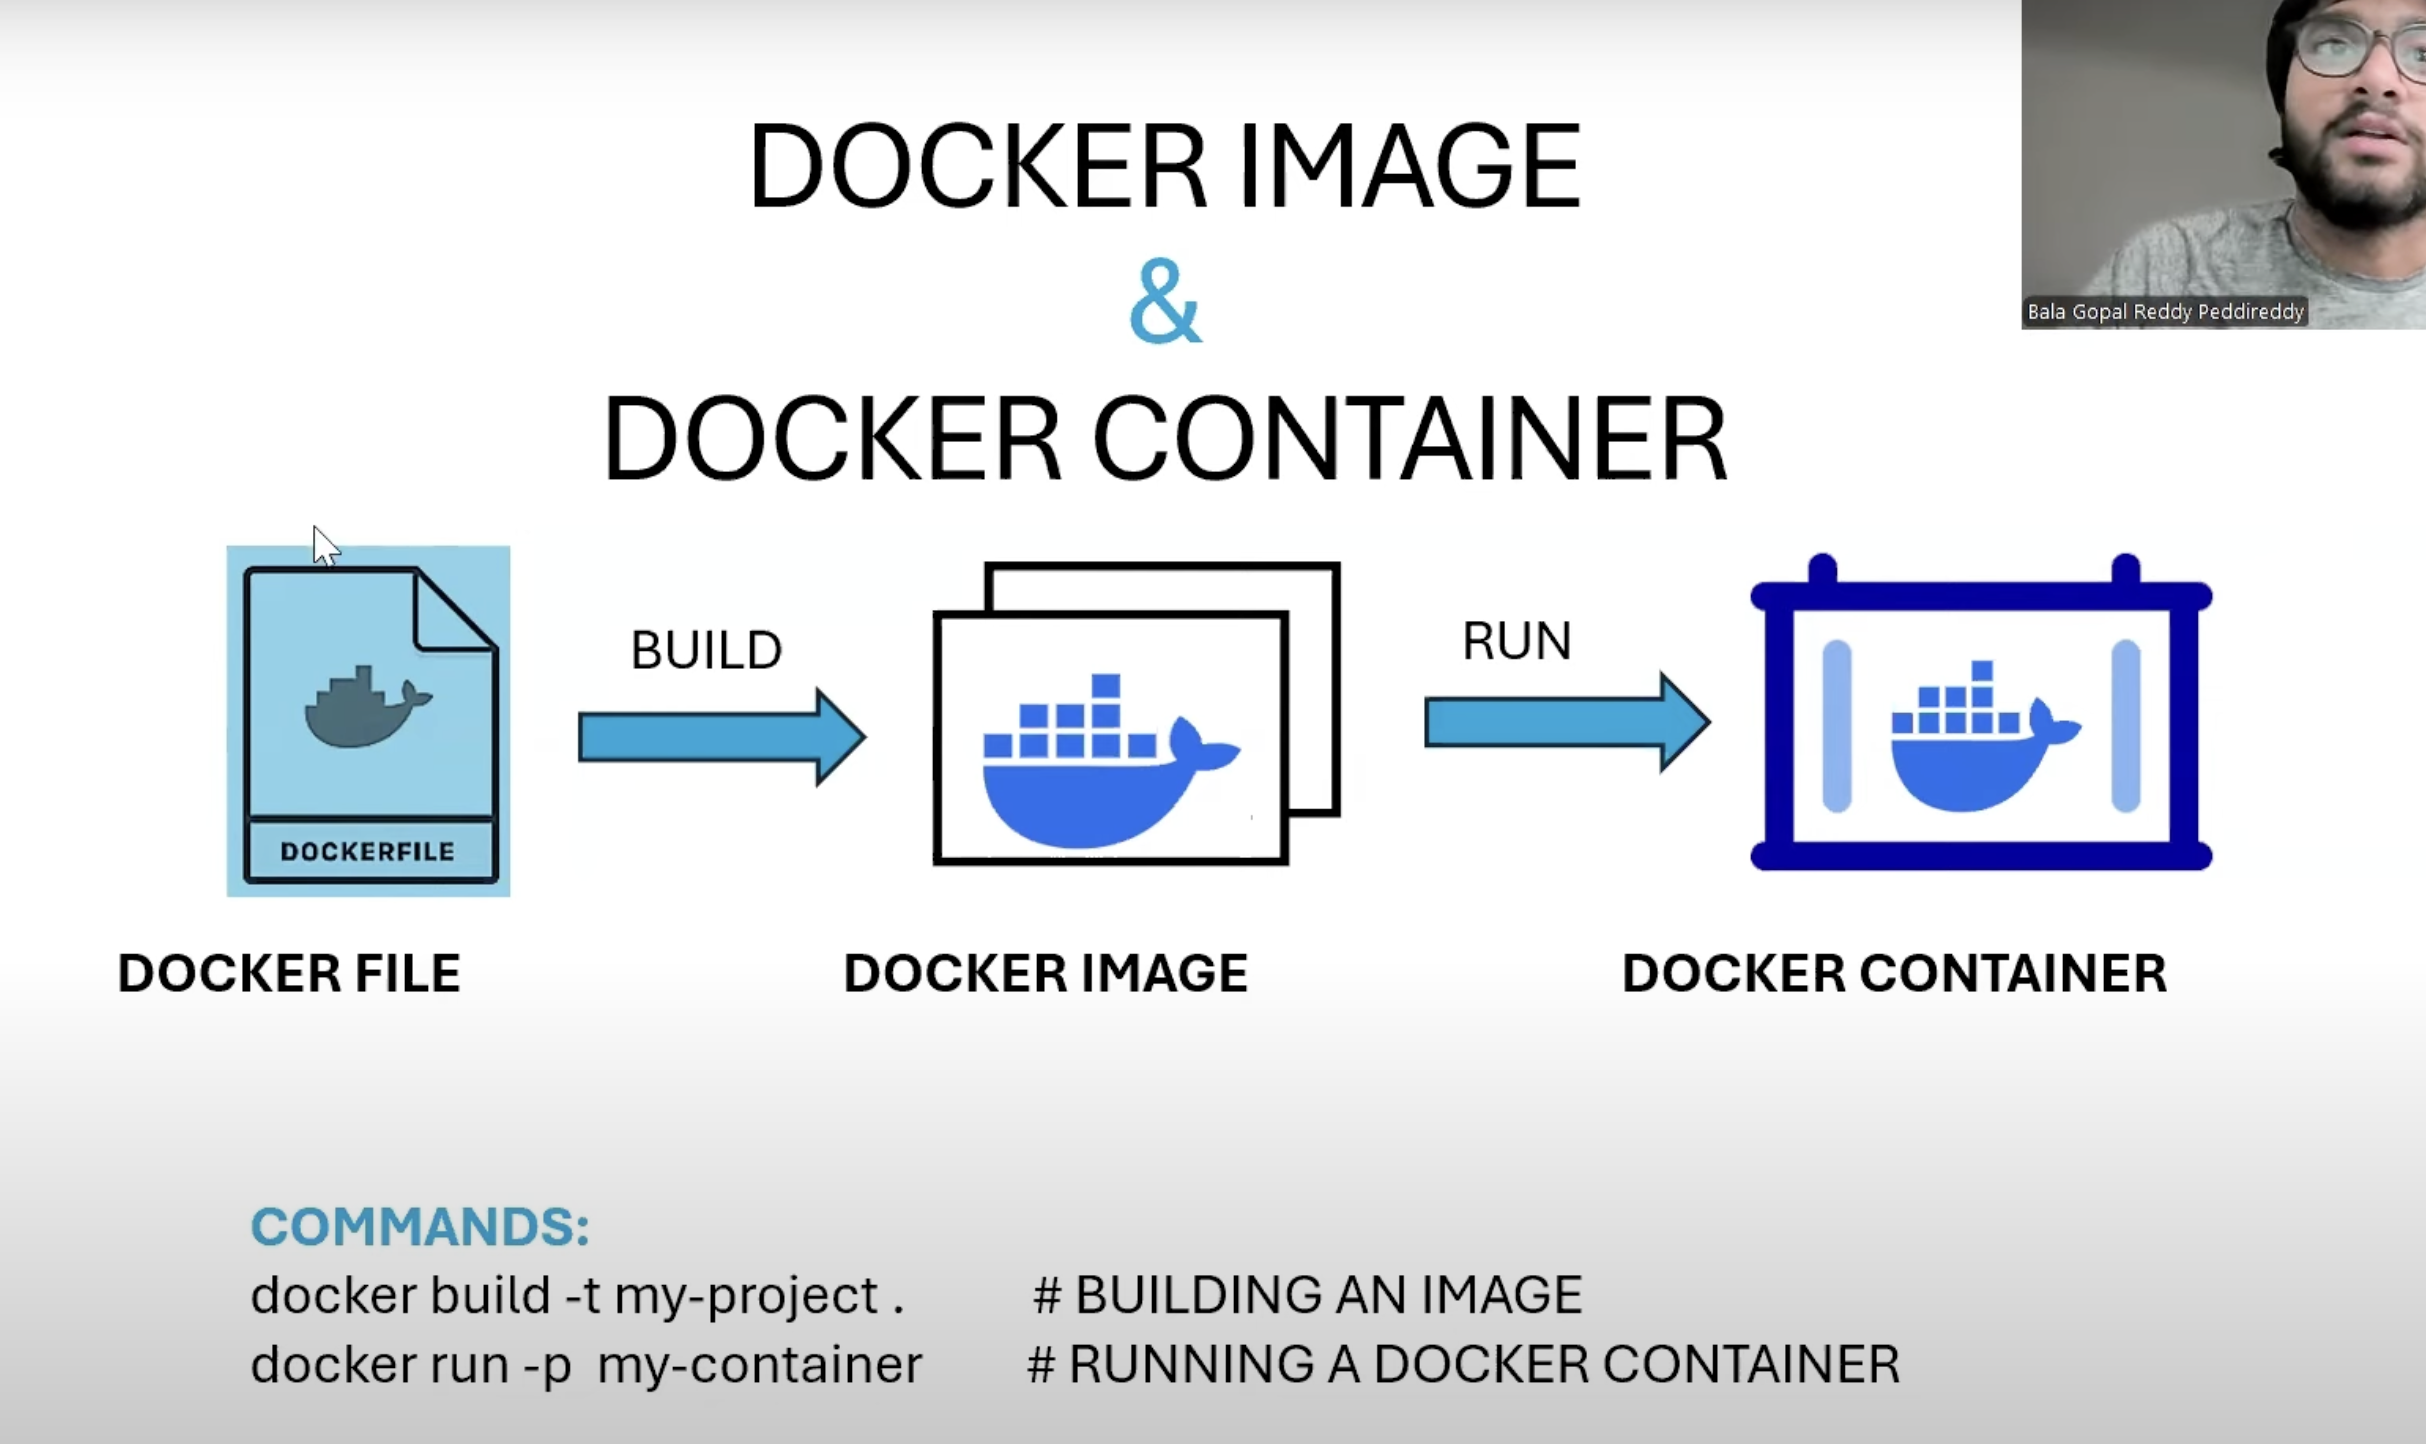 DOCKER IMAGE
&
DOCKER CONTAINER
Bala Gopal Reddy Peddireddy
BUILD
RUN
DOCKERFILE
DOCKER FILE
DOCKER IMAGE
DOCKER CONTAINER
COMMANDS:
docker build -t my-project . # BUILDING AN IMAGE
docker run -p my-container # RUNNING A DOCKER CONTAINER